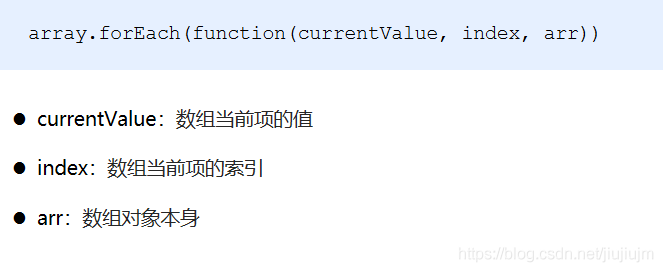 array.forEach(function(currentValue, index, arr))
currentValue：数组当前项的值
index：数组当前项的索引
arr：数组对象本身
https://blog.csdn.net/jiujiujm